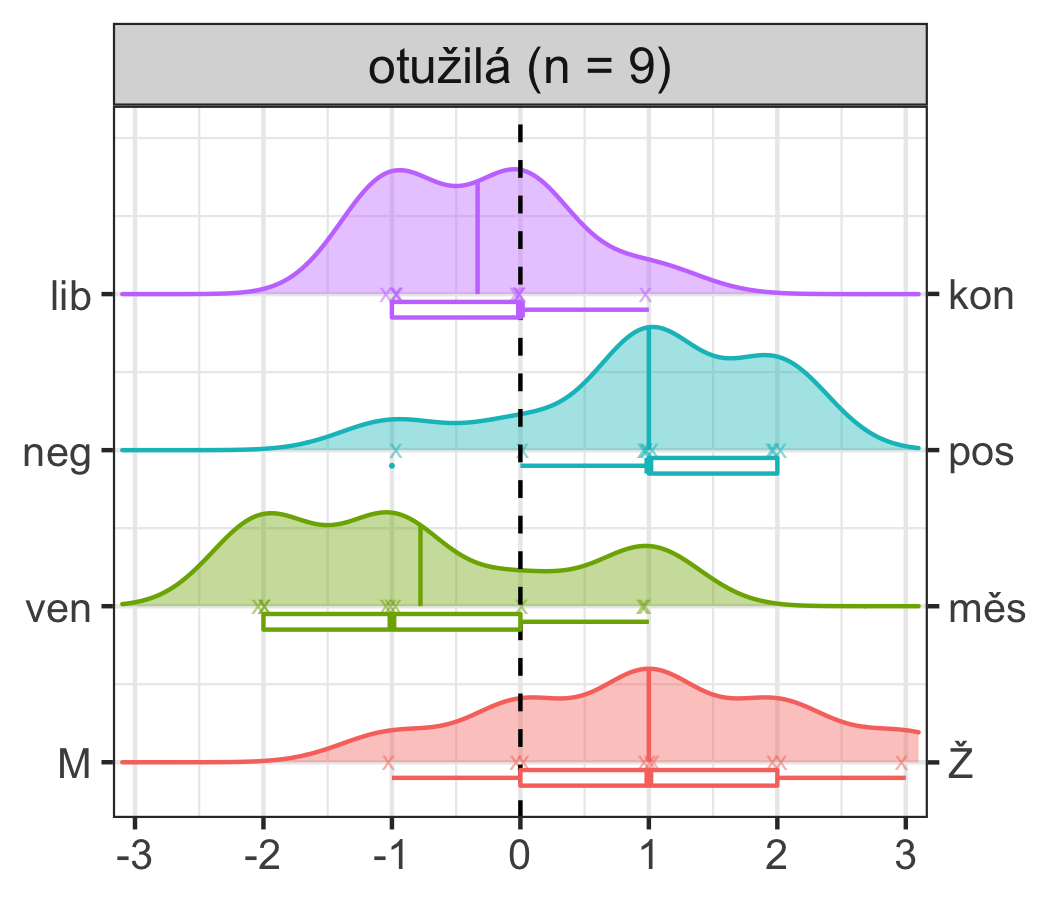 otužilá (n = 9)
lib kon
neg pos
ven měs
M Ž
-3 -2 -1 0 1 2 3